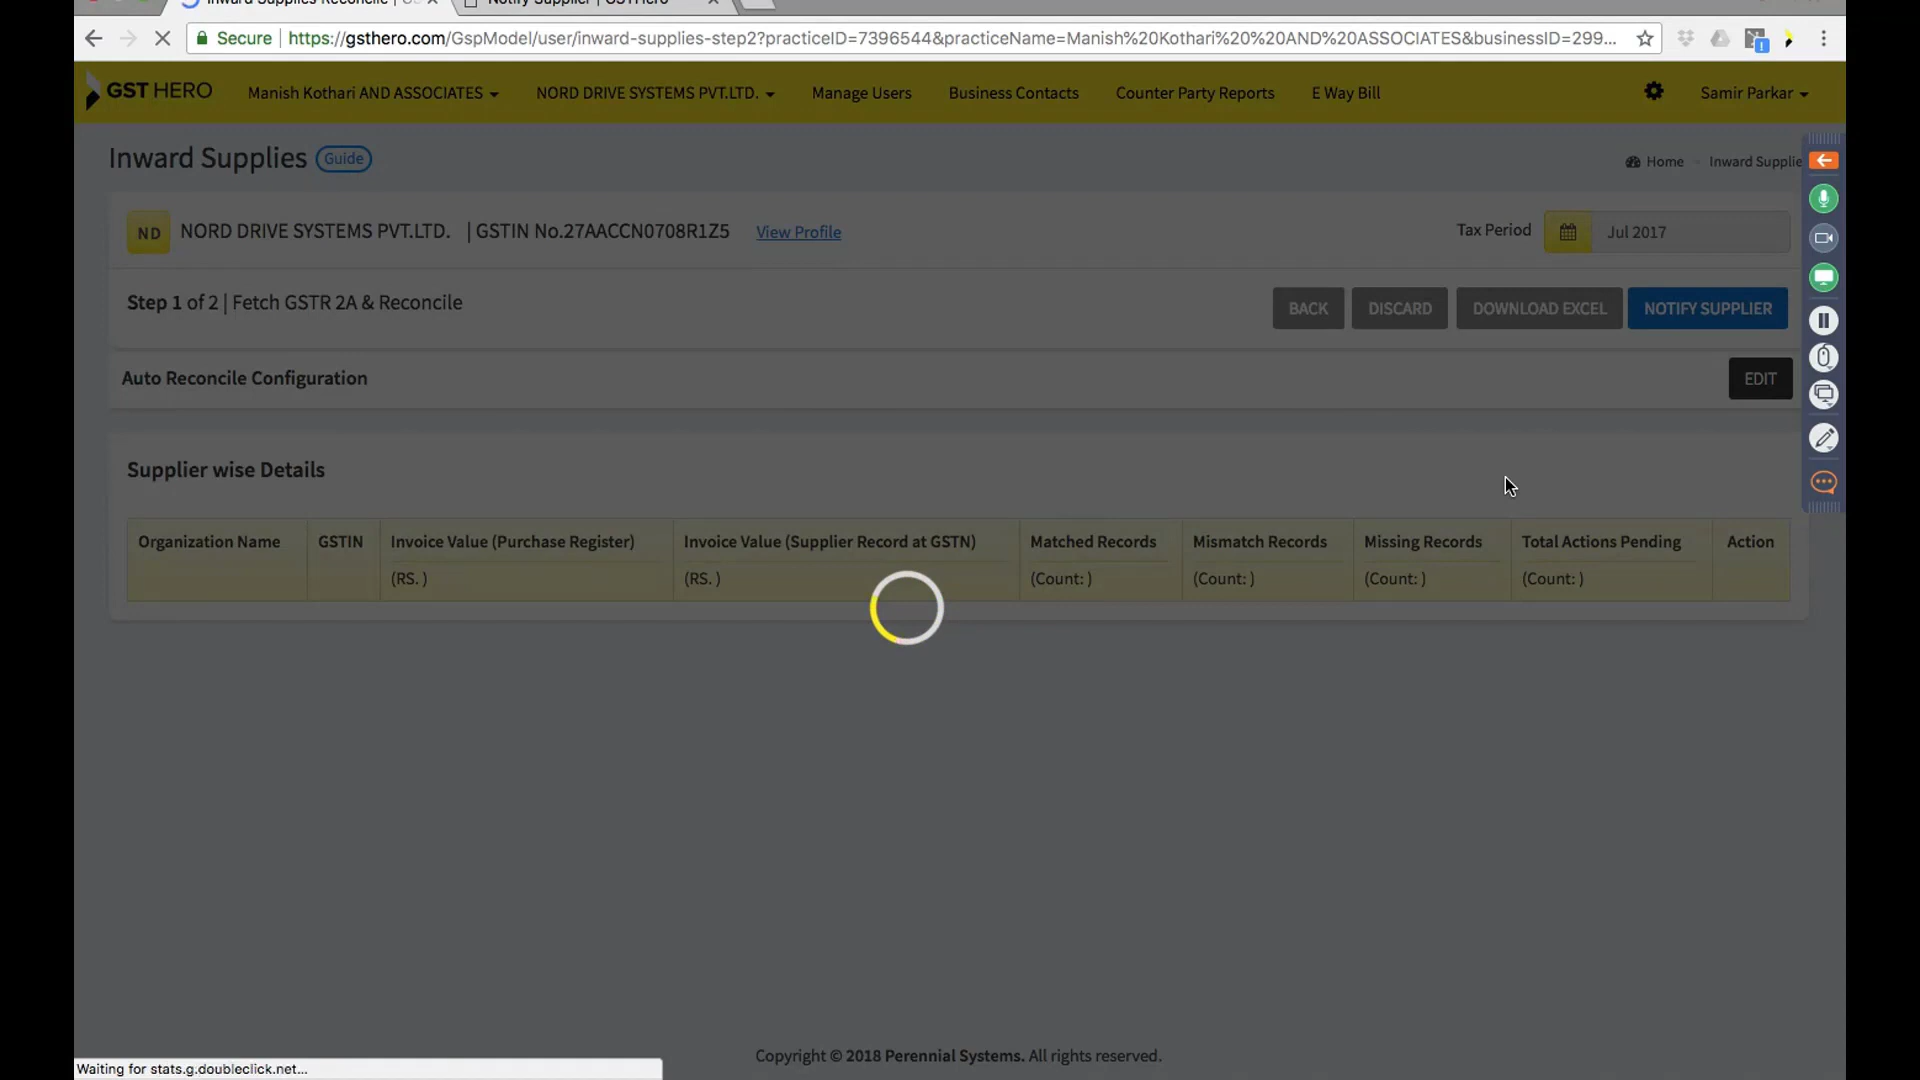 Inward Supplies Reconcile | G
Notify Supplier | GSTHero
Secure
https://gsthero.com/GspModel/user/inward-supplies-step2?practiceID=7396544&practiceName=Manish%20Kothari%20%20AND%20ASSOCIATES&businessID=299...
GST HERO
Manish Kothari AND ASSOCIATES
NORD DRIVE SYSTEMS PVT.LTD.
Manage Users
Business Contacts
Counter Party Reports
E Way Bill
Samir Parkar
Inward Supplies
Guide
Home
Inward Supplie
ND
NORD DRIVE SYSTEMS PVT.LTD. | GSTIN No.27AACCN0708R1Z5
View Profile
Tax Period
Jul 2017
Step 1 of 2 | Fetch GSTR 2A & Reconcile
BACK
DISCARD
DOWNLOAD EXCEL
NOTIFY SUPPLIER
Auto Reconcile Configuration
EDIT
Supplier wise Details
Organization Name
GSTIN
Invoice Value (Purchase Register)
(RS. )
Invoice Value (Supplier Record at GSTN)
(RS. )
Matched Records
(Count: )
Mismatch Records
(Count: )
Missing Records
(Count: )
Total Actions Pending
(Count: )
Action
Copyright © 2018 Perennial Systems. All rights reserved.
Waiting for stats.g.doubleclick.net...